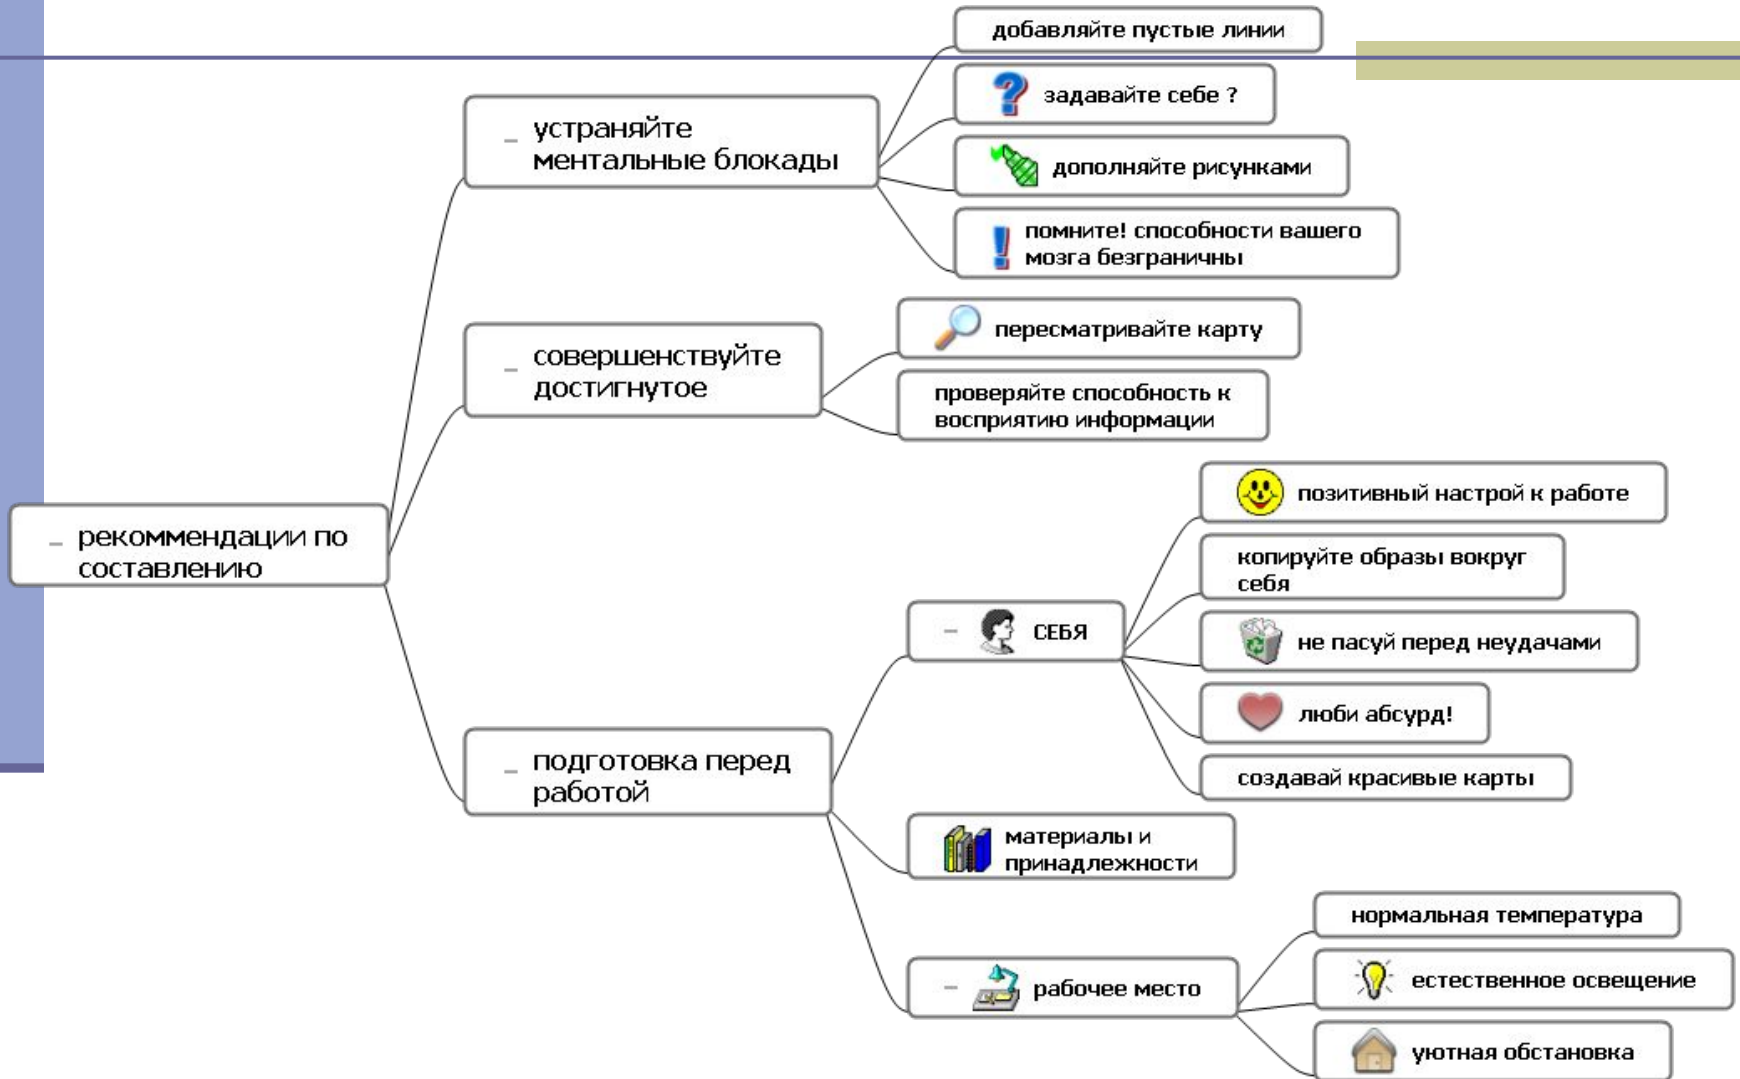 добавляйте пустые линии
задавайте себе ?
устраняйте
ментальные блокады
дополняйте рисунками
помните! способности вашего
мозга безграничны
совершенствуйте
достигнутое
пересматривайте карту
проверяйте способность к
восприятию информации
рекоммендации по
составлению
подготовка перед
работой
СЕБЯ
позитивный настрой к работе
копируйте образы вокруг
себя
не пасуй перед неудачами
люби абсурд!
создавай красивые карты
материалы и
принадлежности
рабочее место
нормальная температура
естественное освещение
уютная обстановка